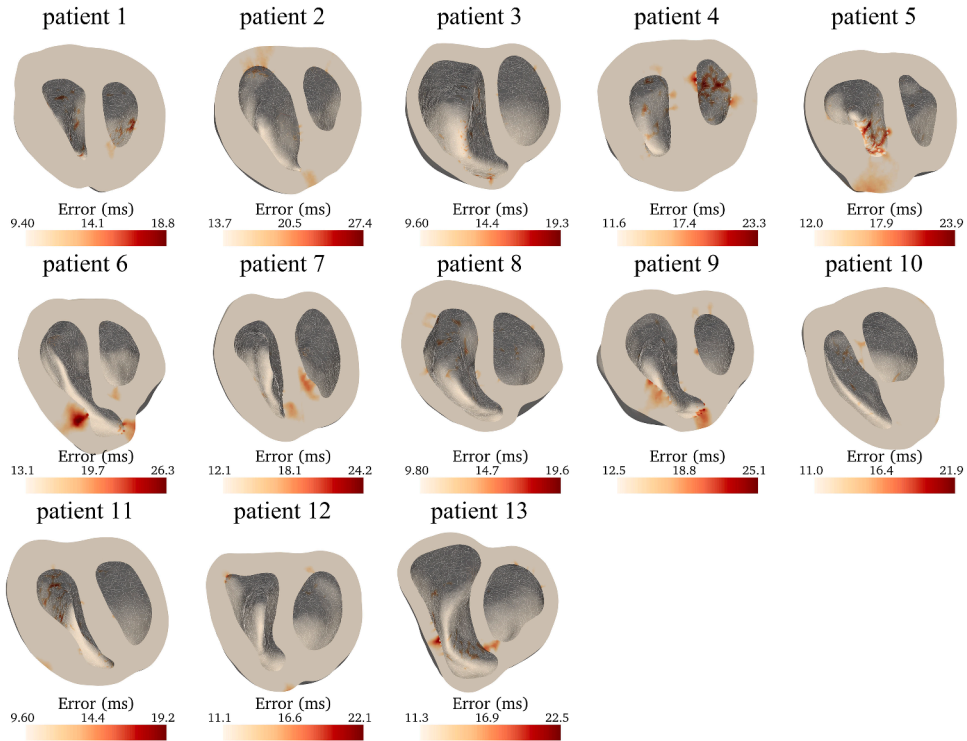 patient 1 patient 2 patient 3 patient 4 patient 5
Error (ms) Error (ms) Error (ms) Error (ms) Error (ms)
9.40 14.1 18.8 13.7 20.5 27.4 9.60 14.4 19.3 11.6 17.4 23.3 12.0 17.9 23.9
patient 6 patient 7 patient 8 patient 9 patient 10
Error (ms) Error (ms) Error (ms) Error (ms) Error (ms)
13.1 19.7 26.3 12.1 18.1 24.2 9.80 14.7 19.6 12.5 18.8 25.1 11.0 16.4 21.9
patient 11 patient 12 patient 13
Error (ms) Error (ms) Error (ms)
9.60 14.4 19.2 11.1 16.6 22.1 11.3 16.9 22.5